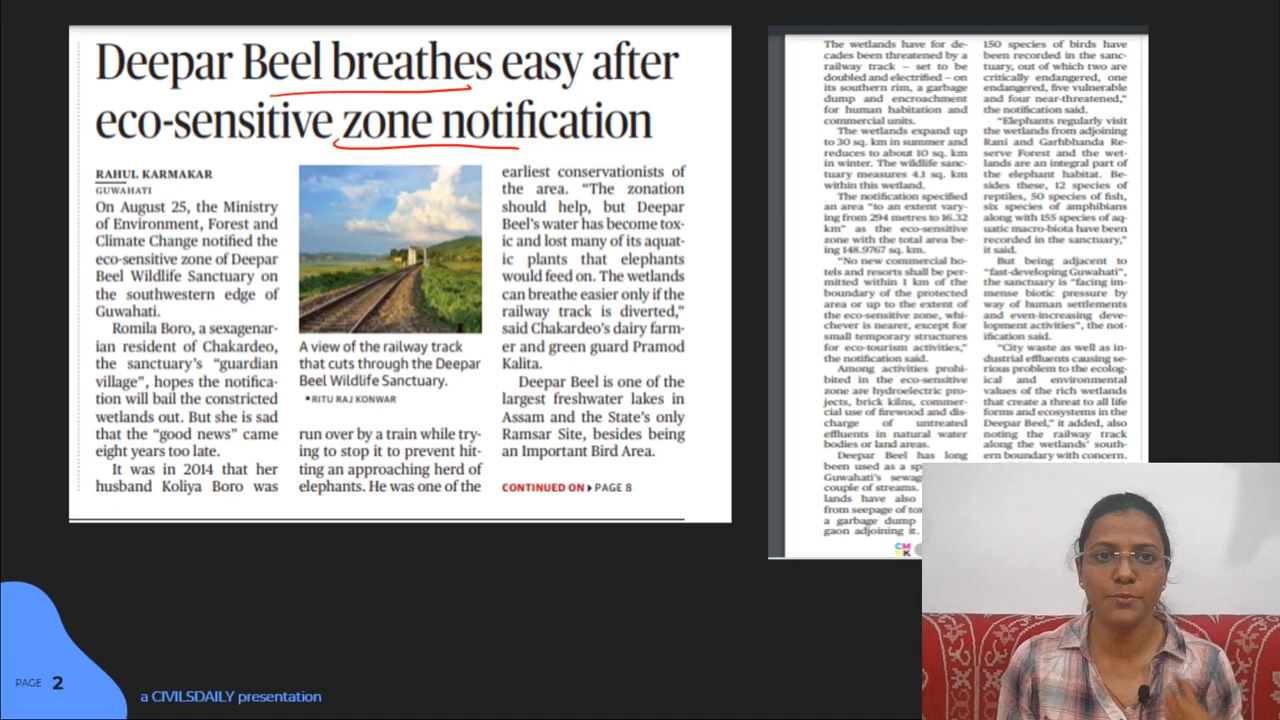 Deepar Beel breathes easy after
eco-sensitive zone notification
RAHUL KARMAKAR
GUWAHATI
On August 25, the Ministry
of Environment, Forest and
Climate Change notified the
eco-sensitive zone of Deepar
Beel Wildlife Sanctuary on
the southwestern edge of
Guwahati.
Romila Boro, a sexagenar-
ian resident of Chakardeo,
the sanctuary's “guardian
village”, hopes the notifica-
tion will bail the constricted
wetlands out. But she is sad
that the “good news” came
eight years too late.
It was in 2014 that her
husband Koliya Boro was
A view of the railway track
that cuts through the Deepar
Beel Wildlife Sanctuary.
• RITU RAJ KONWAR
run over by a train while try-
ing to stop it to prevent hit-
ting an approaching herd of
elephants. He was one of the
earliest conservationists of
the area. “The zonation
should help, but Deepar
Beel's water has become tox-
ic and lost many of its aquat-
ic plants that elephants
would feed on. The wetlands
can breathe easier only if the
railway track is diverted,”
said Chakardeo's dairy farm-
er and green guard Pramod
Kalita.
Deepar Beel is one of the
largest freshwater lakes in
Assam and the State's only
Ramsar Site, besides being
an Important Bird Area.
CONTINUED ON PAGE 8
The wetlands have for de-
cades been threatened by a
railway track – set to be
doubled and electrified – on
its southern rim, a garbage
dump and encroachment
for human habitation and
commercial units.
The wetlands expand up
to 30 sq. km in summer and
reduces to about 10 sq. km
in winter. The wildlife sanc-
tuary measures 4.1 sq. km
within this wetland.
The notification specified
an area “to an extent vary-
ing from 294 metres to 16.32
km” as the eco-sensitive
zone with the total area be-
ing 148.9767 sq. km.
“No new commercial ho-
tels and resorts shall be per-
mitted within 1 km of the
boundary of the protected
area or up to the extent of
the eco-sensitive zone, whi-
chever is nearer, except for
small temporary structures
for eco-tourism activities,”
the notification said.
Among activities prohi-
bited in the eco-sensitive
zone are hydroelectric pro-
jects, brick kilns, commer-
cial use of firewood and dis-
charge of untreated
effluents in natural water
bodies or land areas.
Deepar Beel has long
been used as a sp
Guwahati's sewag
couple of streams.
lands have also
from seepage of to
a garbage dump
gaon adjoining it.
CM
YK
150 species of birds have
been recorded in the sanc-
tuary, out of which two are
critically endangered, one
endangered, five vulnerable
and four near-threatened,”
the notification said.
“Elephants regularly visit
the wetlands from adjoining
Rani and Garhbhanda Re-
serve Forest and the wet-
lands are an integral part of
the elephant habitat. Be-
sides these, 12 species of
reptiles, 50 species of fish,
six species of amphibians
along with 155 species of aq-
uatic macro-biota have been
recorded in the sanctuary,”
it said.
But being adjacent to
“fast-developing Guwahati”,
the sanctuary is “facing im-
mense biotic pressure by
way of human settlements
and even-increasing deve-
lopment activities”, the not-
ification said.
“City waste as well as in-
dustrial effluents causing se-
rious problem to the ecolog-
ical and environmental
values of the rich wetlands
that create a threat to all life
forms and ecosystems in the
Deepar Beel,” it added, also
noting the railway track
along the wetlands' south-
ern boundary with concern.
PAGE 2
a CIVILSDAILY presentation